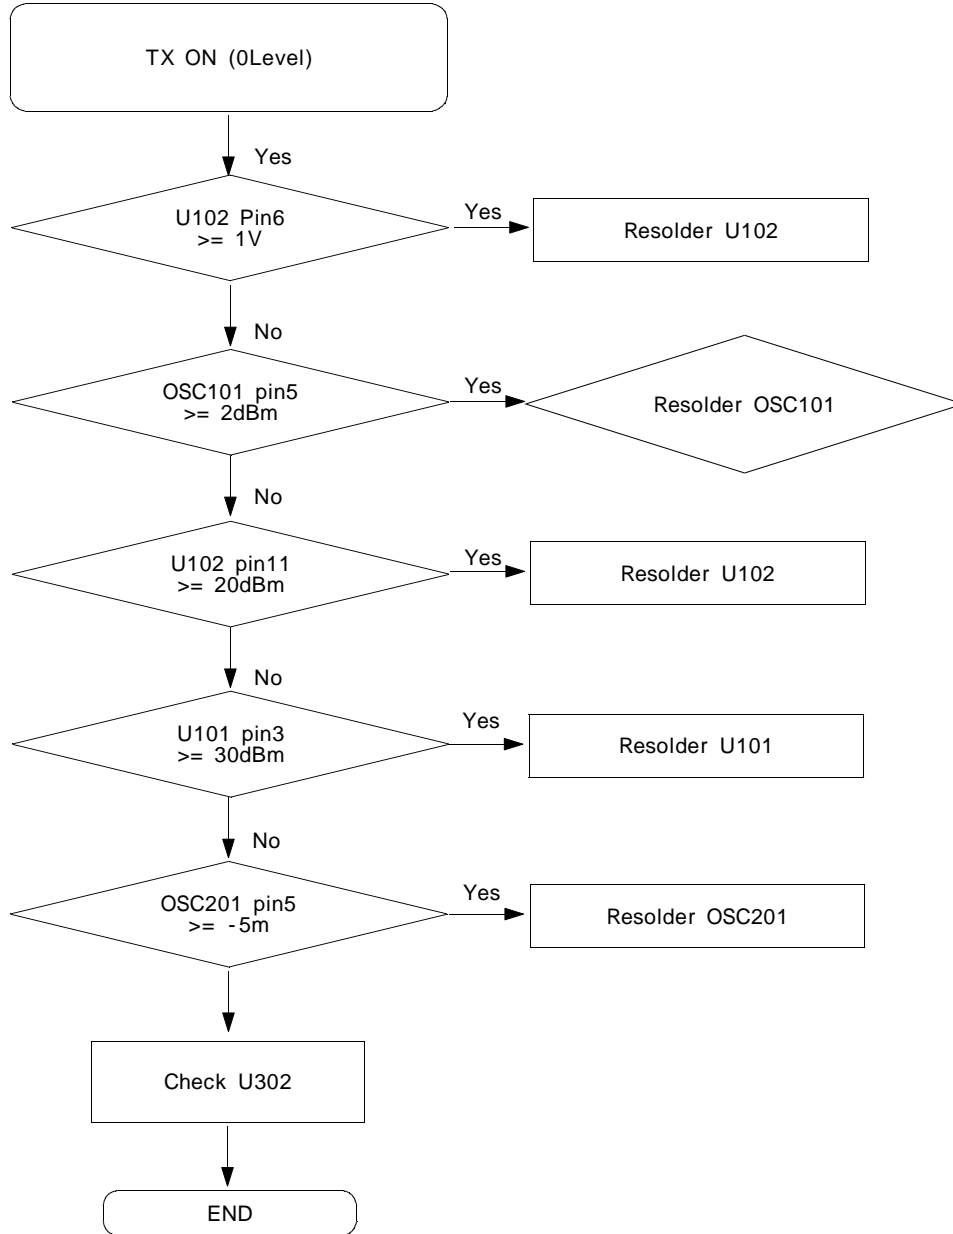 TX ON (0Level)
Yes
U102 Pin6
>= 1V
Yes
Resolder U102
No
OSC101 pin5
>= 2dBm
Yes
Resolder OSC101
No
U102 pin11
>= 20dBm
Yes
Resolder U102
No
U101 pin3
>= 30dBm
Yes
Resolder U101
No
OSC201 pin5
>= -5m
Yes
Resolder OSC201
Check U302
END